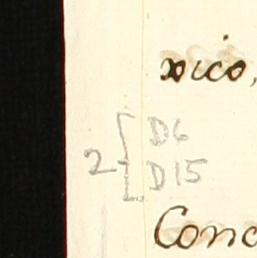 xico,
2 { D6
D15
Conc